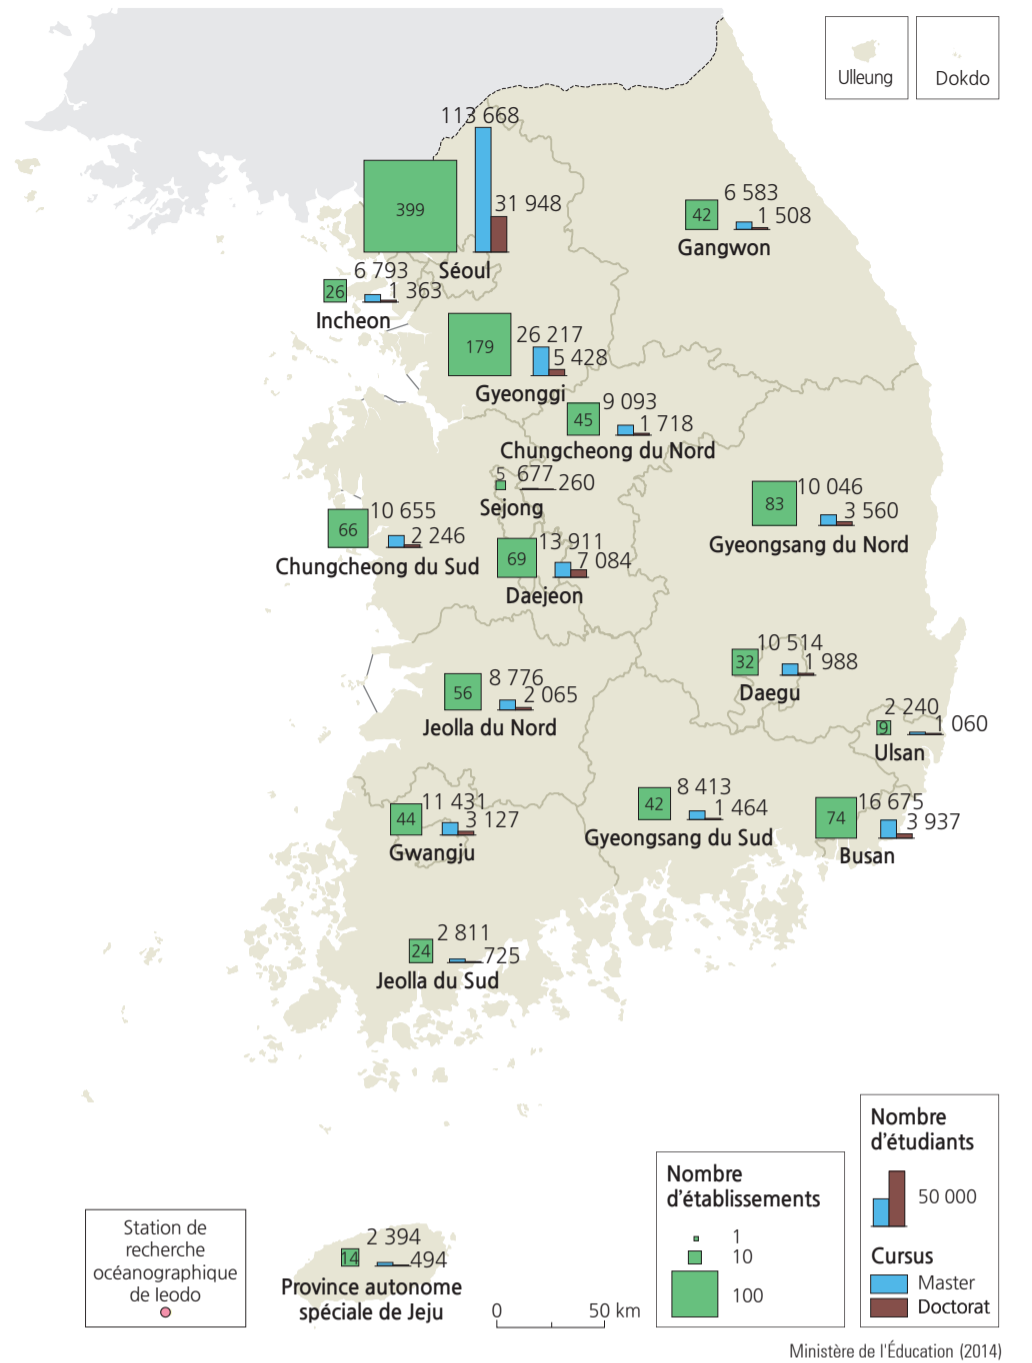 Ulleung
Dokdo
113 668
399
31 948
Séoul
6 583
42
1 508
Gangwon
6 793
26
1 363
Incheon
179
26 217
5 428
Gyeonggi
9 093
45
1 718
Chungcheong du Nord
5
677
260
Sejong
10 046
83
3 560
Gyeongsang du Nord
10 655
66
2 246
Chungcheong du Sud
13 911
69
7 084
Daejeon
10 514
32
1 988
Daegu
8 776
56
2 065
Jeolla du Nord
2 240
9
1 060
Ulsan
11 431
44
3 127
Gwangju
8 413
42
1 464
Gyeongsang du Sud
16 675
74
3 937
Busan
2 811
24
725
Jeolla du Sud
2 394
14
494
Province autonome
spéciale de Jeju
Station de
recherche
océanographique
de Ieodo
0
50 km
Nombre
d'établissements
1
10
100
Nombre
d'étudiants
50 000
Cursus
Master
Doctorat
Ministère de l'Éducation (2014)